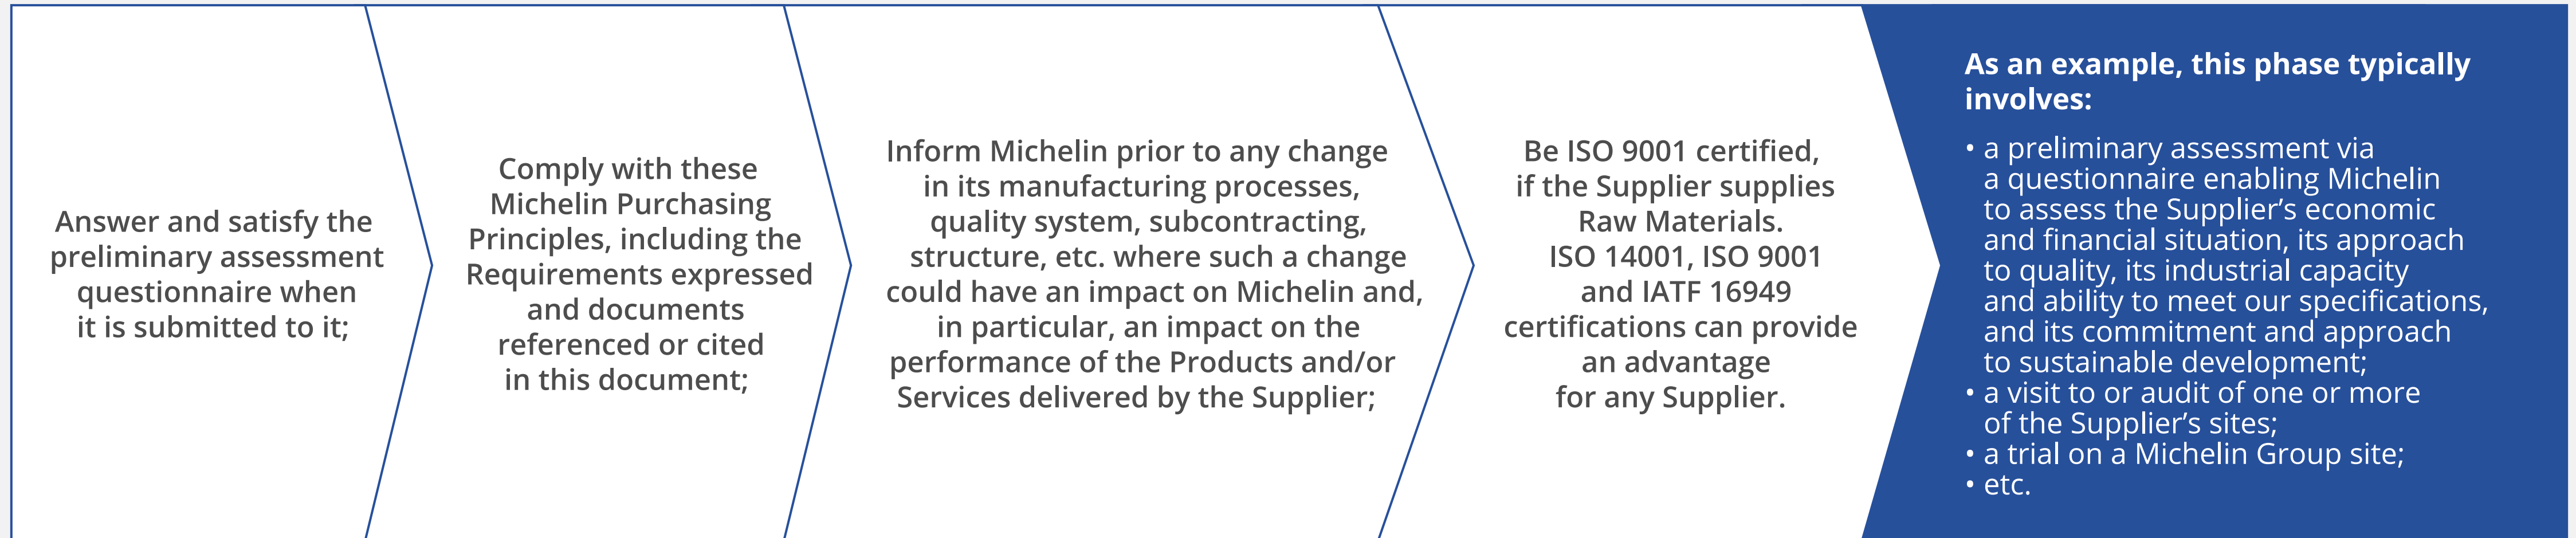 Answer and satisfy the
preliminary assessment
questionnaire when
it is submitted to it;
Comply with these
Michelin Purchasing
Principles, including the
Requirements expressed
and documents
referenced or cited
in this document;
Inform Michelin prior to any change
in its manufacturing processes,
quality system, subcontracting,
structure, etc. where such a change
could have an impact on Michelin and,
in particular, an impact on the
performance of the Products and/or
Services delivered by the Supplier;
Be ISO 9001 certified,
if the Supplier supplies
Raw Materials.
ISO 14001, ISO 9001
and IATF 16949
certifications can provide
an advantage
for any Supplier.
As an example, this phase typically
involves:
• a preliminary assessment via
a questionnaire enabling Michelin
to assess the Supplier’s economic
and financial situation, its approach
to quality, its industrial capacity
and ability to meet our specifications,
and its commitment and approach
to sustainable development;
• a visit to or audit of one or more
of the Supplier’s sites;
• a trial on a Michelin Group site;
• etc.